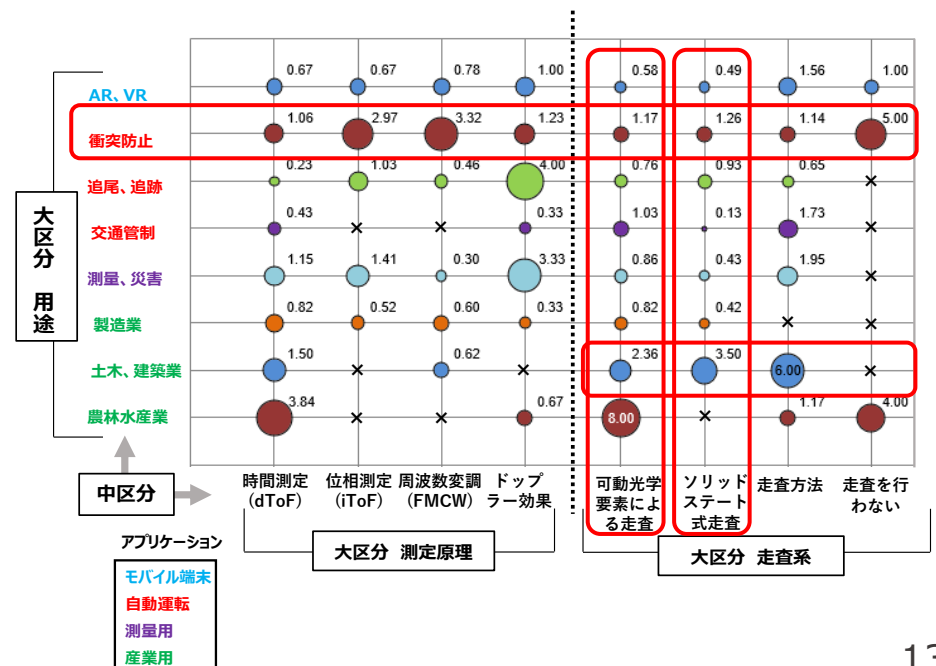 大区分 用途
AR、VR
0.67 0.67 0.78 1.00 0.58 0.49 1.56 1.00
衝突防止
1.06 2.97 3.32 1.23 1.17 1.26 1.14 5.00
追尾、追跡
0.23 1.03 0.46 4.00 0.76 0.93 0.65 ×
交通管制
0.43 × × 0.33 1.03 0.13 1.73 ×
測量、災害
1.15 1.41 0.30 3.33 0.86 0.43 1.95 ×
製造業
0.82 0.52 0.60 0.33 0.82 0.42 × ×
土木、建築業
1.50 × 0.62 × 2.36 3.50 6.00 ×
農林水産業
3.84 × × 0.67 8.00 × 1.17 4.00
中区分
時間測定
(dToF)
位相測定
(iToF)
周波数変調
(FMCW)
ドップ
ラー効果
可動光学
要素によ
る走査
ソリッド
ステート
式走査
走査方法
走査を行
わない
大区分 測定原理
大区分 走査系
アプリケーション
モバイル端末
自動運転
測量用
産業用